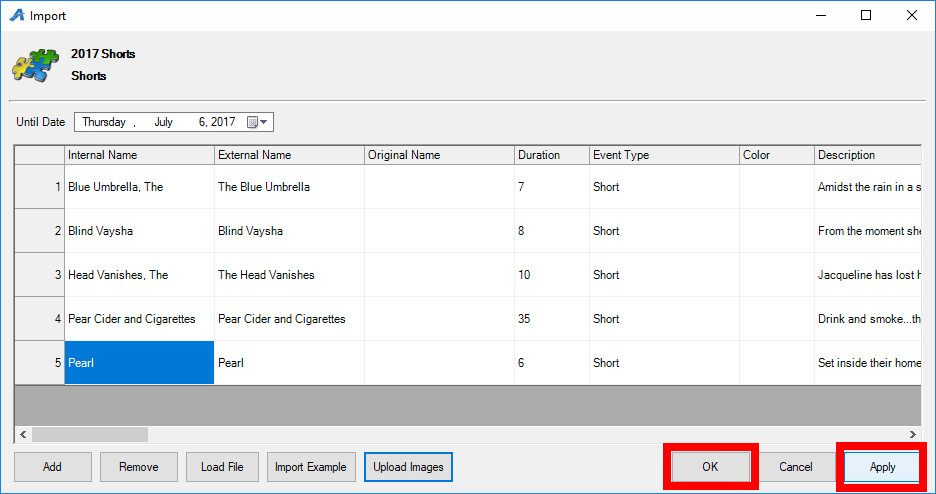 Import
2017 Shorts
Shorts
Until Date Thursday , July 6, 2017
Internal Name External Name Original Name Duration Event Type Color Description
1 Blue Umbrella, The The Blue Umbrella 7 Short Amidst the rain in a s
2 Blind Vaysha Blind Vaysha 8 Short From the moment she
3 Head Vanishes, The The Head Vanishes 10 Short Jacqueline has lost h
4 Pear Cider and Cigarettes Pear Cider and Cigarettes 35 Short Drink and smoke...th
5 Pearl Pearl 6 Short Set inside their home
Add Remove Load File Import Example Upload Images OK Cancel Apply